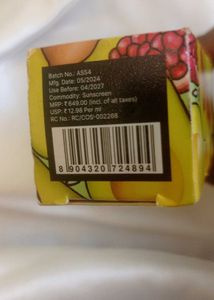 Batch No.: AS54
Mfg. Date: 05/2024
Use Before: 04/2027
Commodity: Sunscreen
MRP: ₹649.00 (incl. of all taxes)
USP: ₹12.98 Per ml
RC No.: RC/COS-002268
8 904320 724894